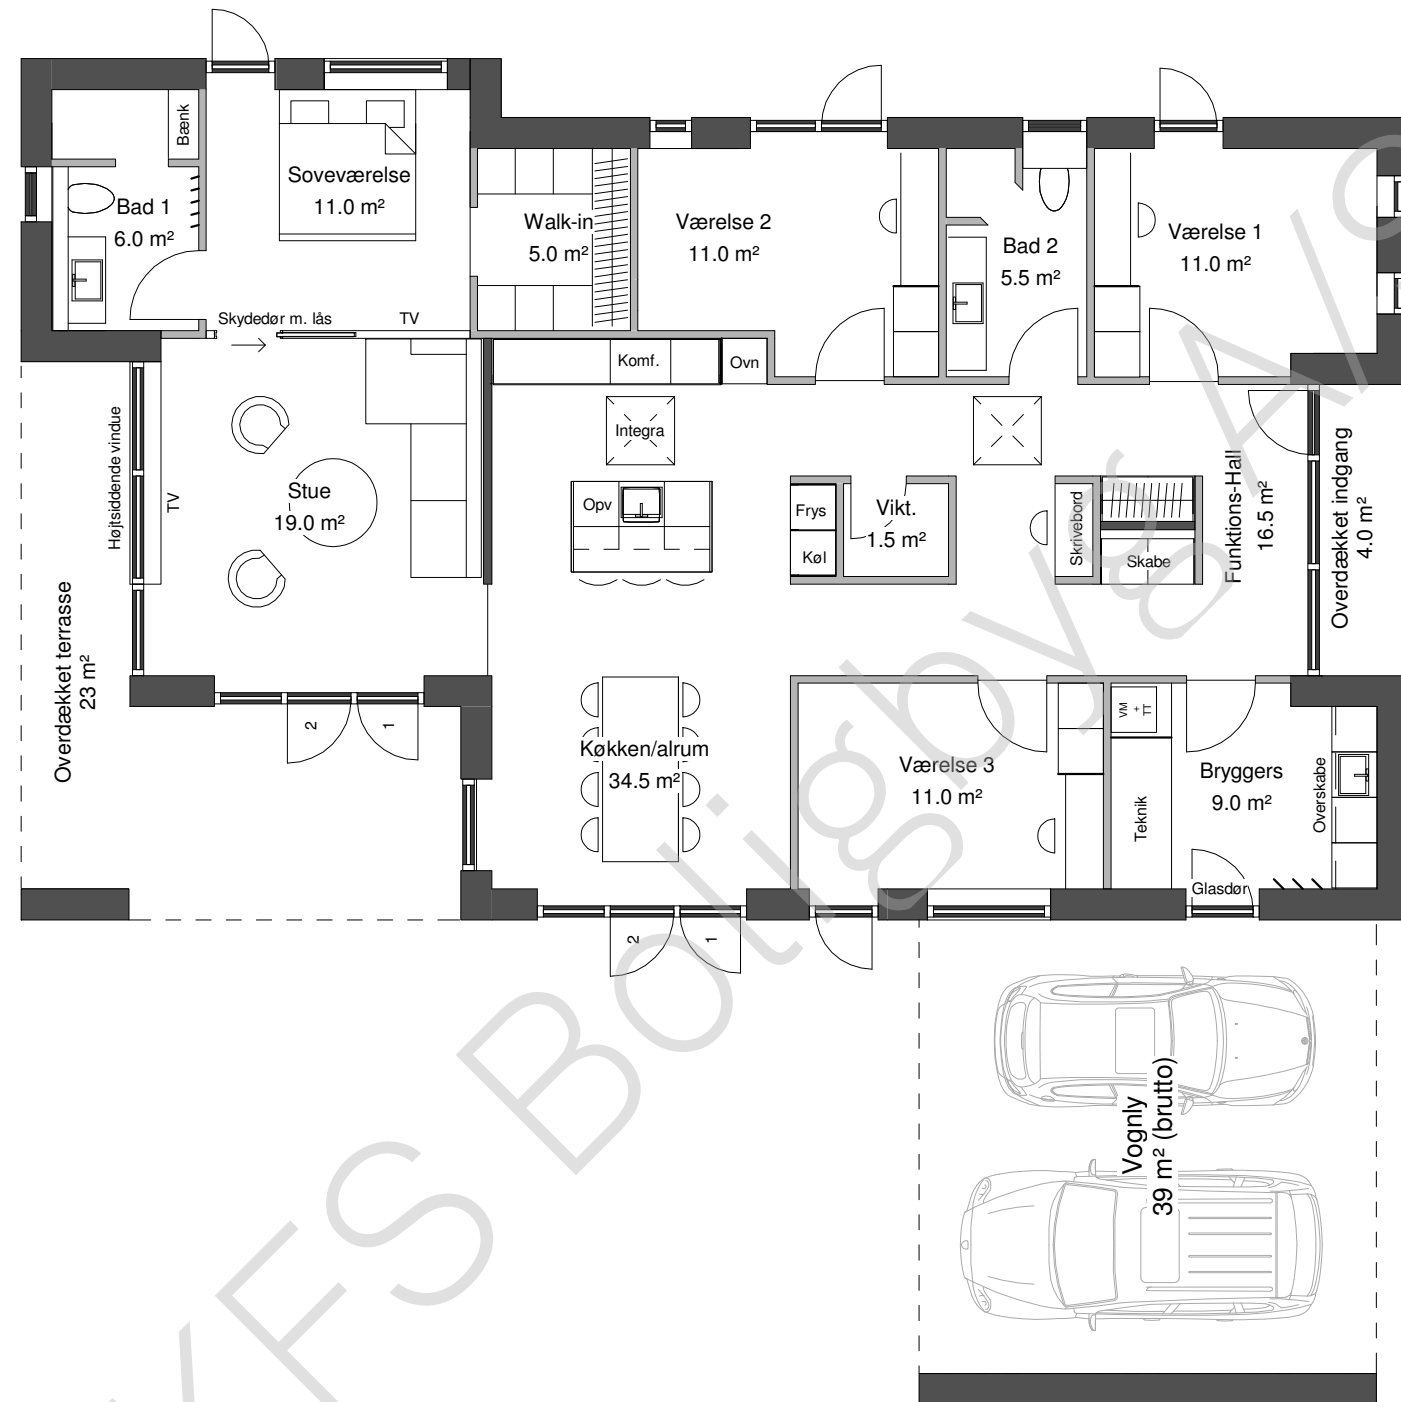 Bænk
Soveværelse
11.0 m²
Bad 1
6.0 m²
Walk-in
5.0 m²
Værelse 2
11.0 m²
Bad 2
5.5 m²
Værelse 1
11.0 m²
Skydedør m. lås
TV
Komf.
Ovn
Integra
Højtsiddende vindue
TV
Stue
19.0 m²
Opv
Frys
Køl
Vikt.
1.5 m²
Skrivebord
Skabe
Funktions-Hall
16.5 m²
Overdækket indgang
4.0 m²
Overdækket terrasse
23 m²
2
1
Køkken/alrum
34.5 m²
Værelse 3
11.0 m²
VM
+
TT
Teknik
Bryggers
9.0 m²
Overskabe
Glasdør
2
1
Vognly
39 m² (brutto)
KFS Boligbyg A/S